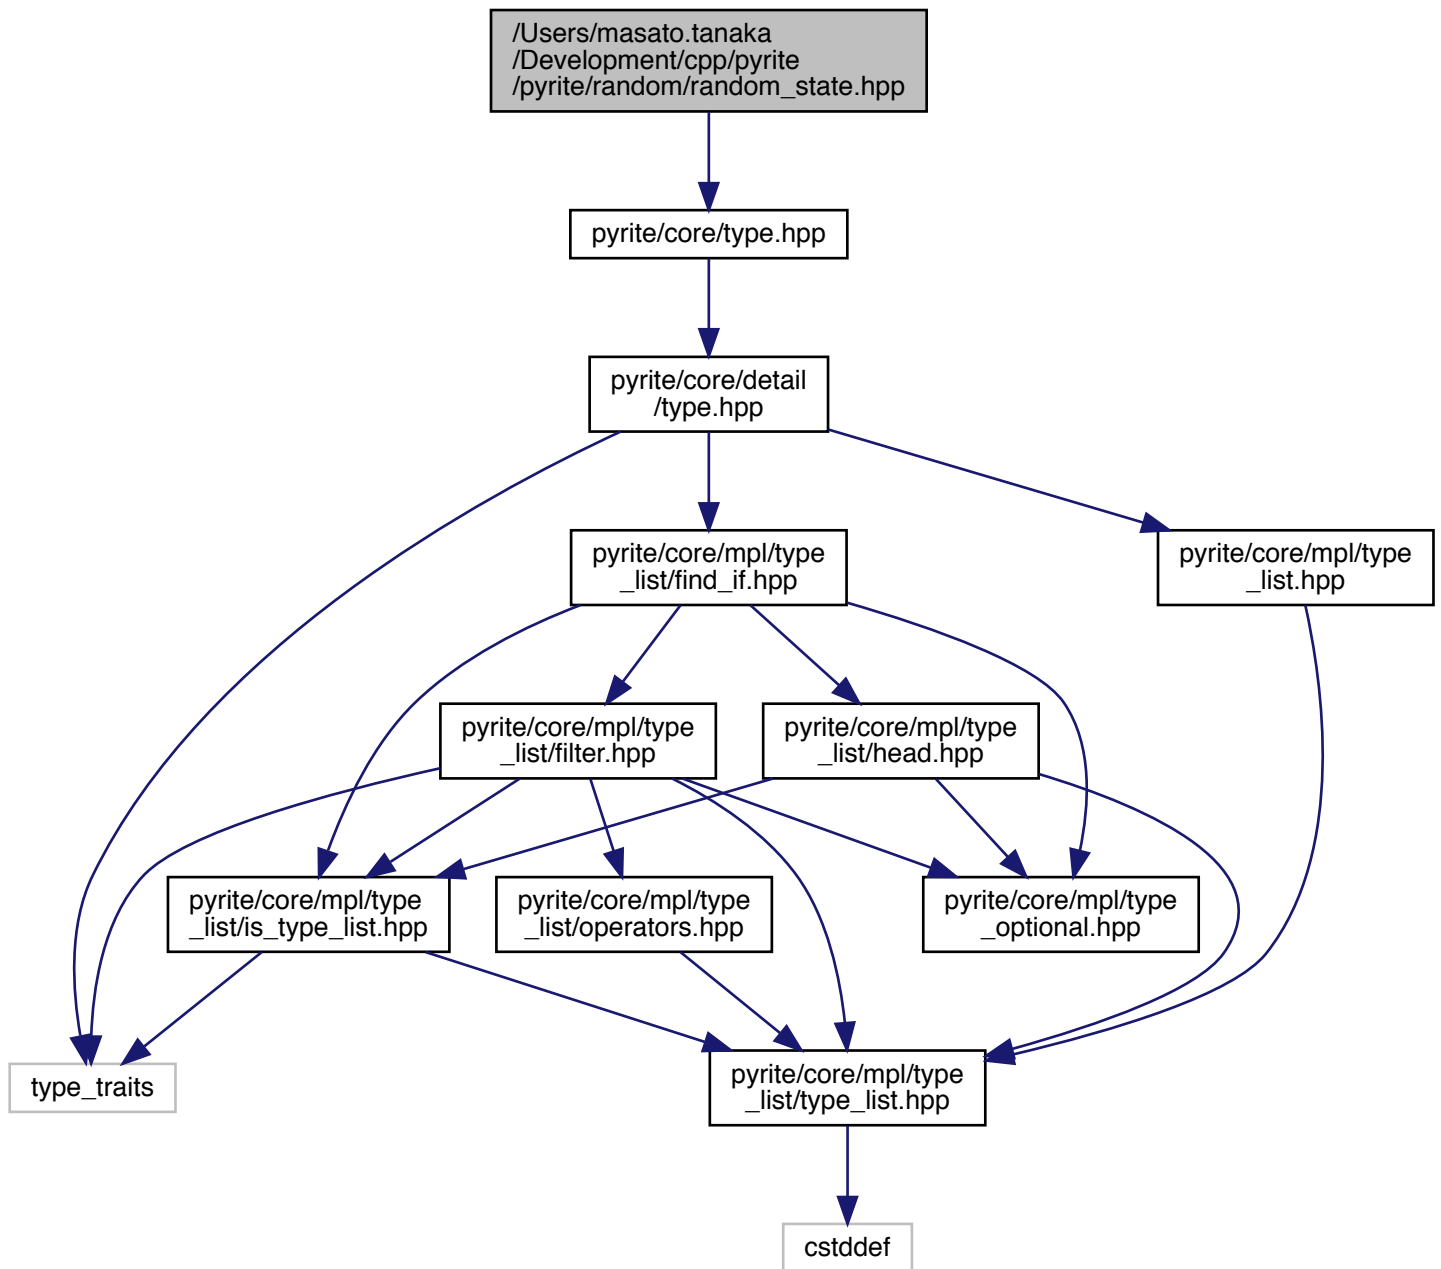 /Users/masato.tanaka
/Development/cpp/pyrite
/pyrite/random/random_state.hpp
pyrite/core/type.hpp
pyrite/core/detail
/type.hpp
pyrite/core/mpl/type
_list/find_if.hpp
pyrite/core/mpl/type
_list.hpp
pyrite/core/mpl/type
_list/filter.hpp
pyrite/core/mpl/type
_list/head.hpp
pyrite/core/mpl/type
_list/is_type_list.hpp
pyrite/core/mpl/type
_list/operators.hpp
pyrite/core/mpl/type
_optional.hpp
type_traits
pyrite/core/mpl/type
_list/type_list.hpp
cstddef